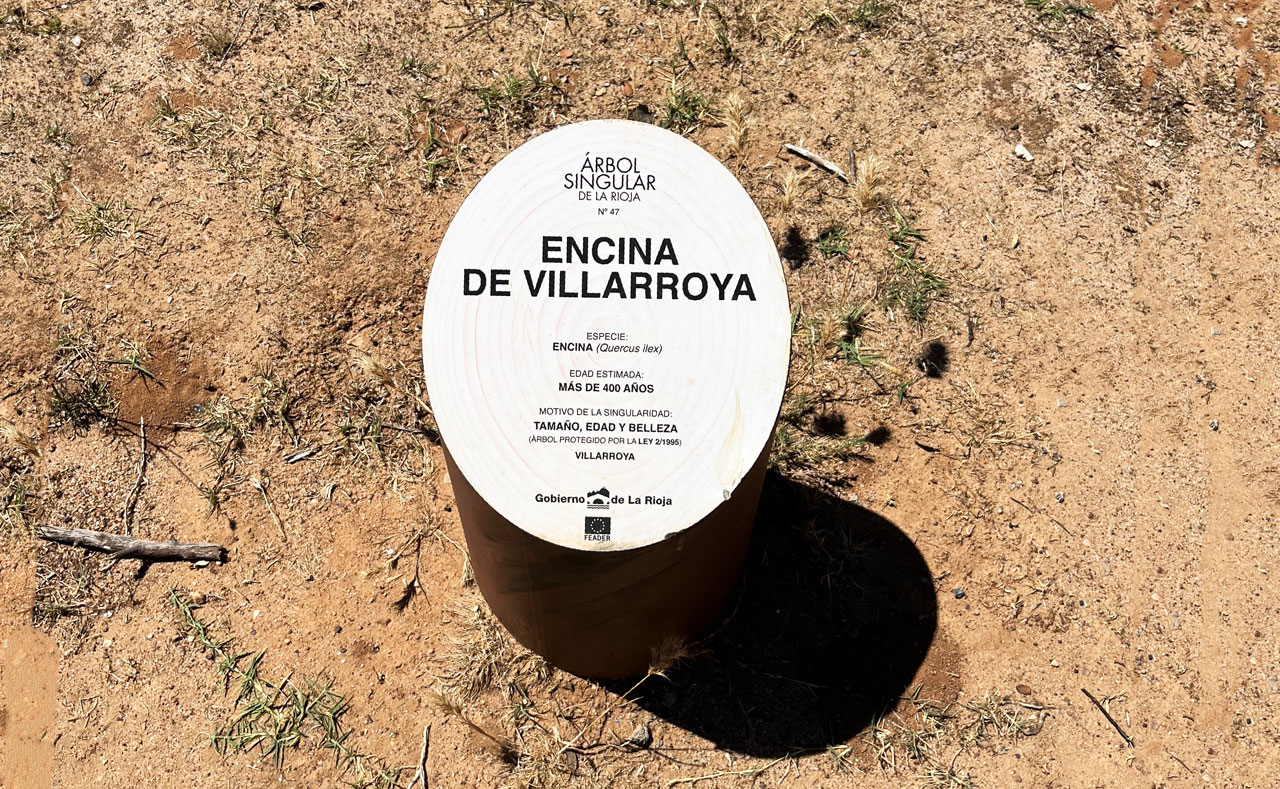 ÁRBOL
SINGULAR
DE LA RIOJA
Nº 47
ENCINA
DE VILLARROYA
ESPECIE:
ENCINA (Quercus ilex)
EDAD ESTIMADA:
MÁS DE 400 AÑOS
MOTIVO DE LA SINGULARIDAD:
TAMAÑO, EDAD Y BELLEZA
(ÁRBOL PROTEGIDO POR LA LEY 2/1995)
VILLARROYA
Gobierno de La Rioja
FEADER